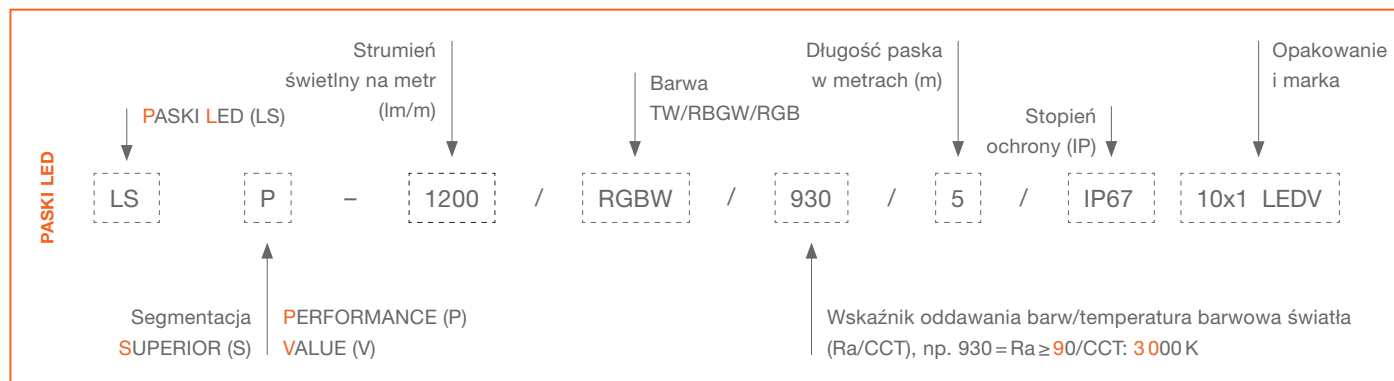 Strumień
świetlny na metr
(lm/m)
Długość paska
w metrach (m)
Opakowanie
i marka
Barwa
TW/RBGW/RGB
PASKI LED (LS)
Stopień
ochrony (IP)
PASKI LED
LS P – 1200 / RGBW / 930 / 5 / IP67 10x1 LEDV
Segmentacja
SUPERIOR (S)
PERFORMANCE (P)
VALUE (V)
Wskaźnik oddawania barw/temperatura barwowa światła
(Ra/CCT), np. 930 = Ra ≥ 90/CCT: 3 000 K